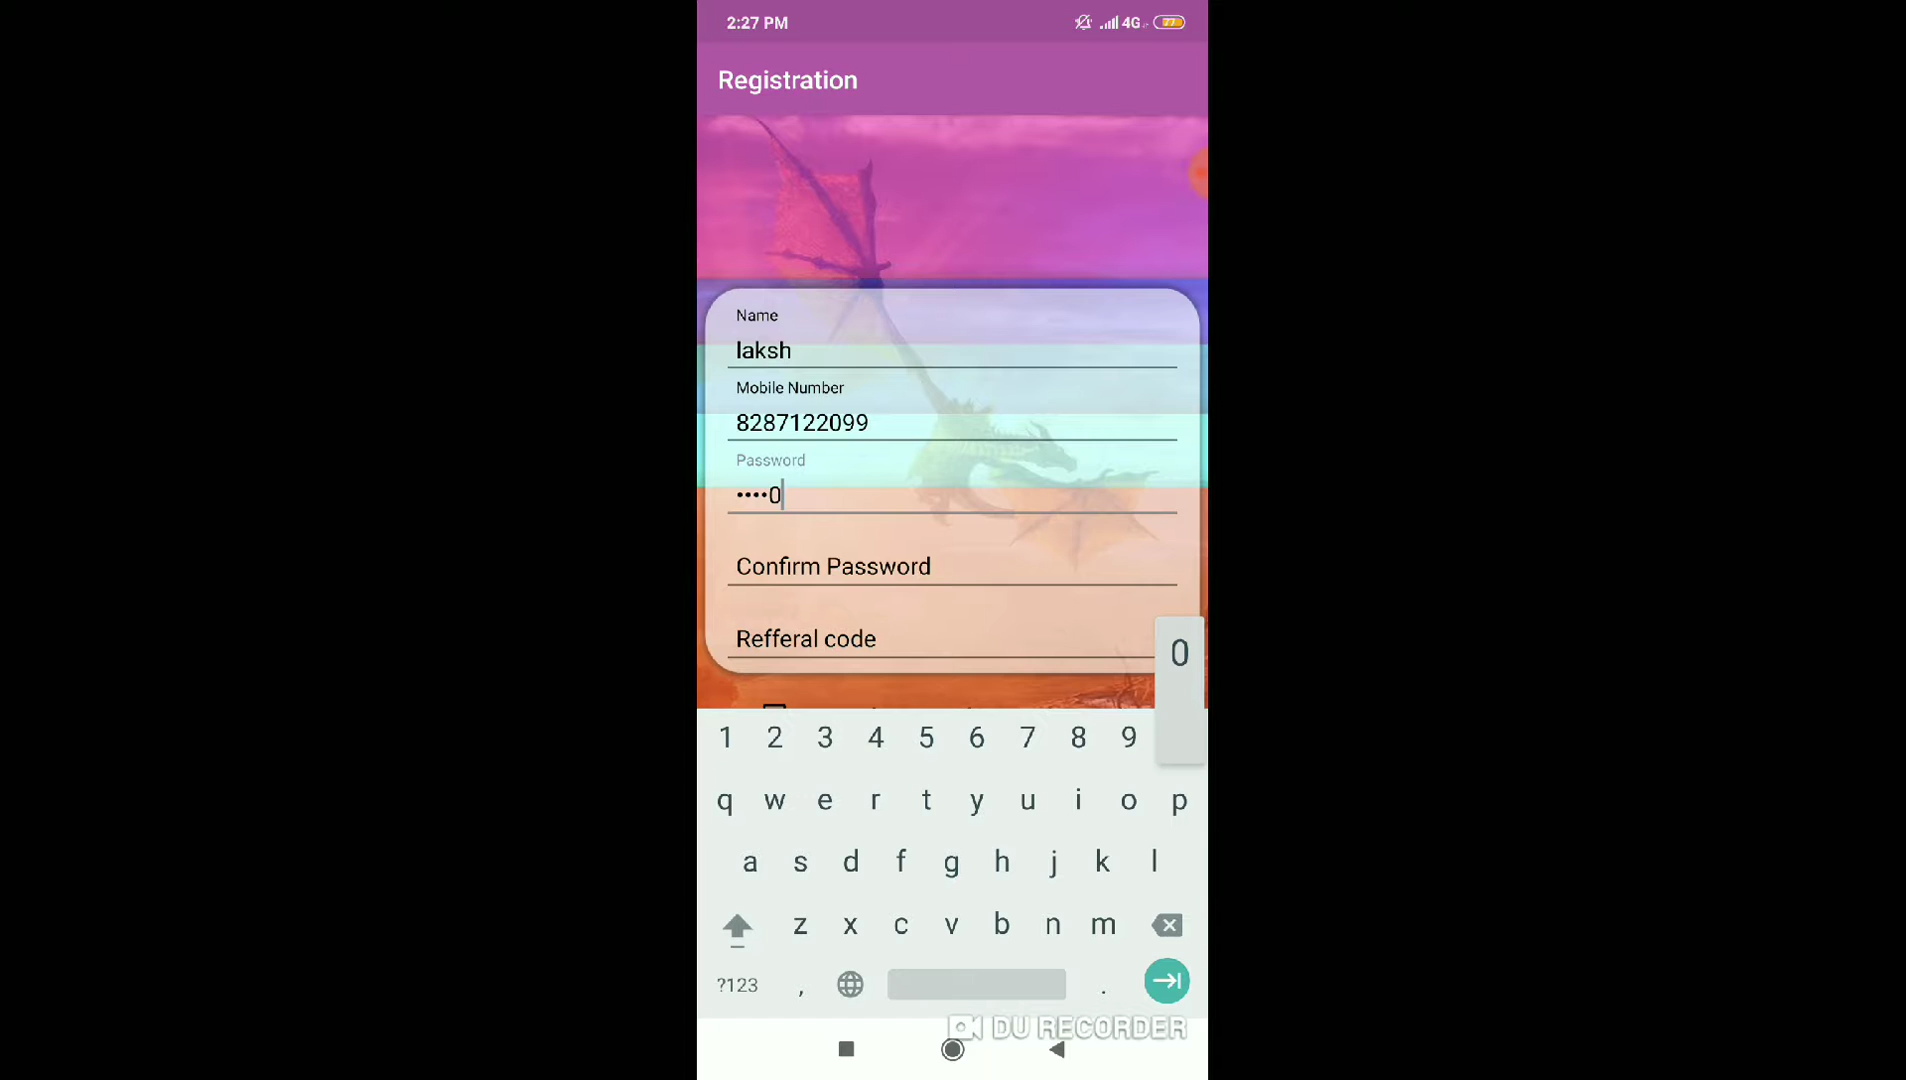 2:27 PM 4G 77
Registration
Name
laksh
Mobile Number
8287122099
Password
••••0
Confirm Password
Refferal code
0
1 2 3 4 5 6 7 8 9
q w e r t y u i o p
a s d f g h j k l
z x c v b n m
?123 , .
DU RECORDER